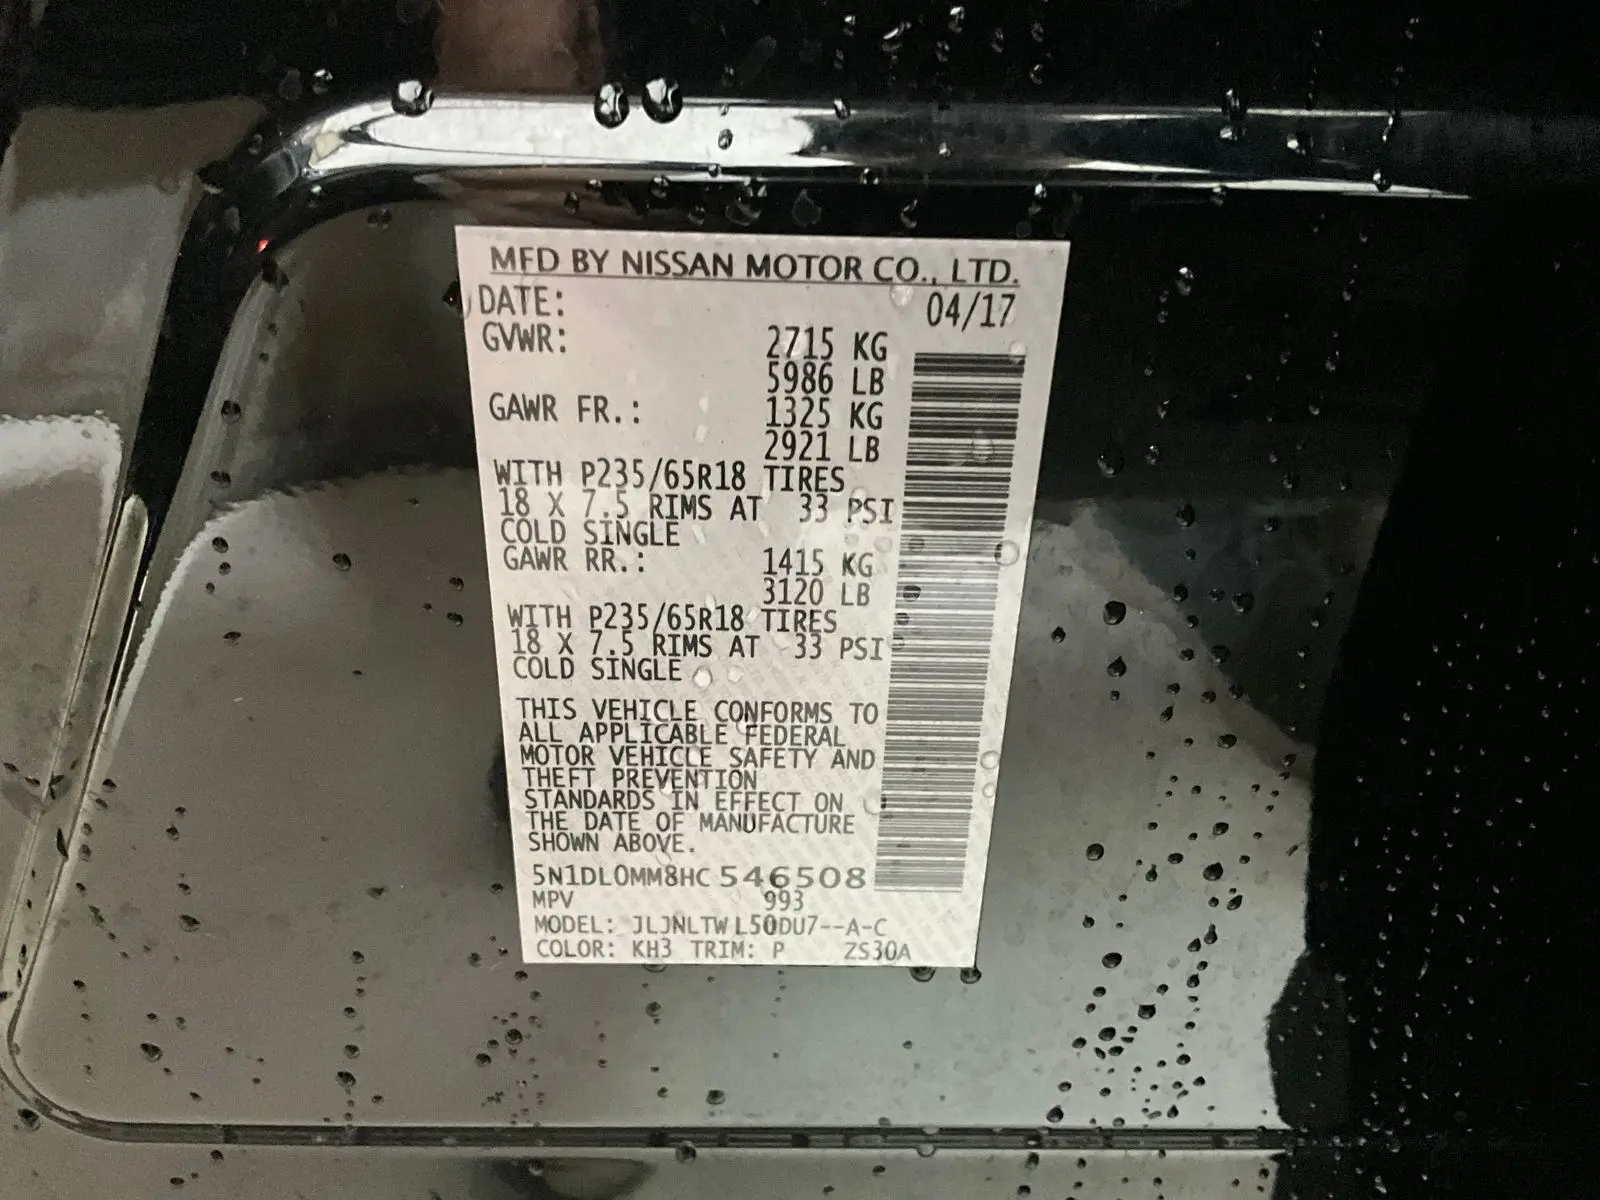 MFD BY NISSAN MOTOR CO., LTD.
DATE: 04/17
GVWR: 2715 KG
5986 LB
GAWR FR.: 1325 KG
2921 LB
WITH P235/65R18 TIRES
18 X 7.5 RIMS AT 33 PSI
COLD SINGLE
GAWR RR.: 1415 KG
3120 LB
WITH P235/65R18 TIRES
18 X 7.5 RIMS AT 33 PSI
COLD SINGLE
THIS VEHICLE CONFORMS TO
ALL APPLICABLE FEDERAL
MOTOR VEHICLE SAFETY AND
THEFT PREVENTION
STANDARDS IN EFFECT ON
THE DATE OF MANUFACTURE
SHOWN ABOVE.
5N1DL0MM8HC 546508
MPV 993
MODEL: JLJNLTW L50DU7--A-C
COLOR: KH3 TRIM: P ZS30A